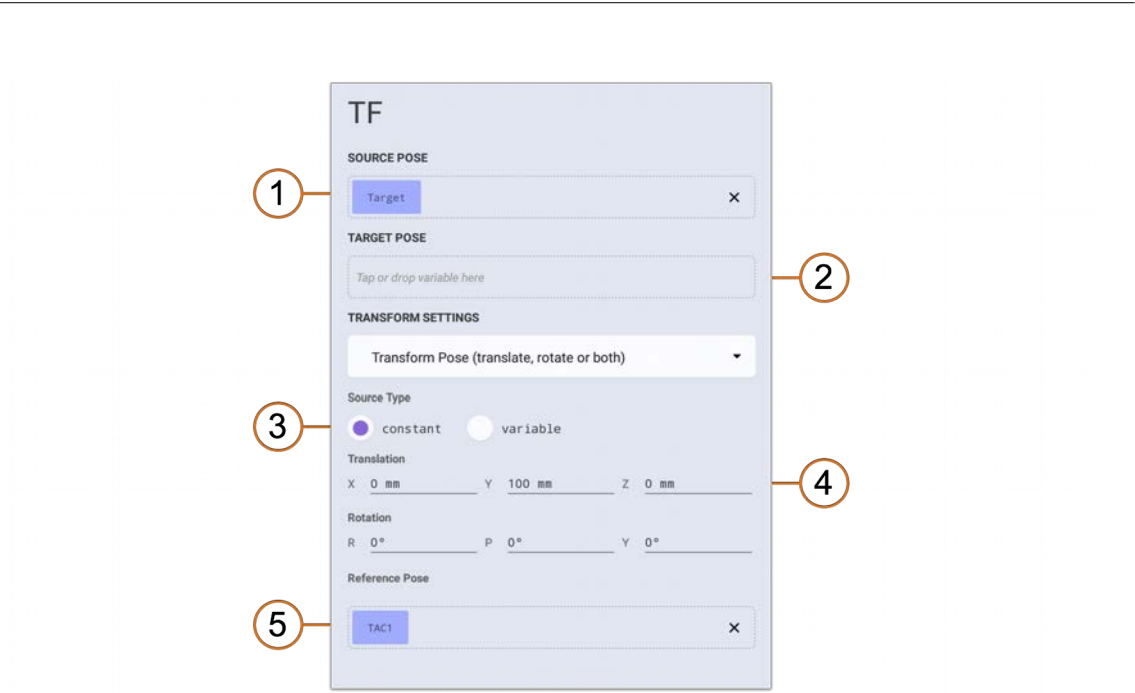 TF
SOURCE POSE
1
Target
TARGET POSE
Tap or drop variable here
2
TRANSFORM SETTINGS
Transform Pose (translate, rotate or both)
Source Type
3
constant variable
Translation
X 0 mm Y 100 mm Z 0 mm
4
Rotation
R 0° P 0° Y 0°
Reference Pose
5
TAC1